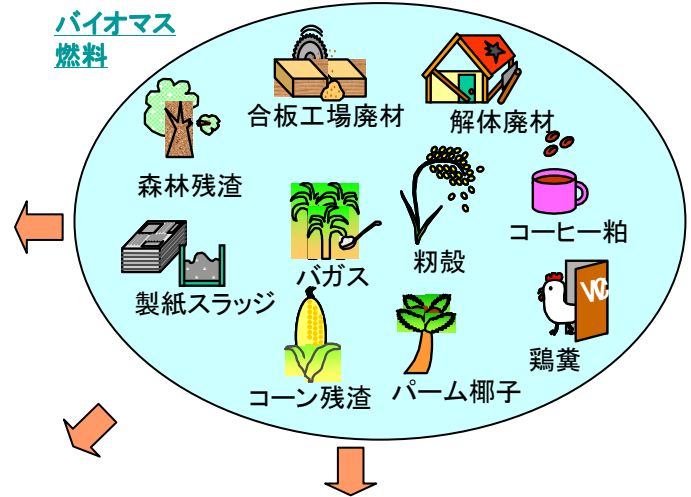 バイオマス
燃料
合板工場廃材
解体廃材
森林残渣
コーヒー粕
籾殻
バガス
製紙スラッジ
WC
鶏糞
コーン残渣
パーム椰子